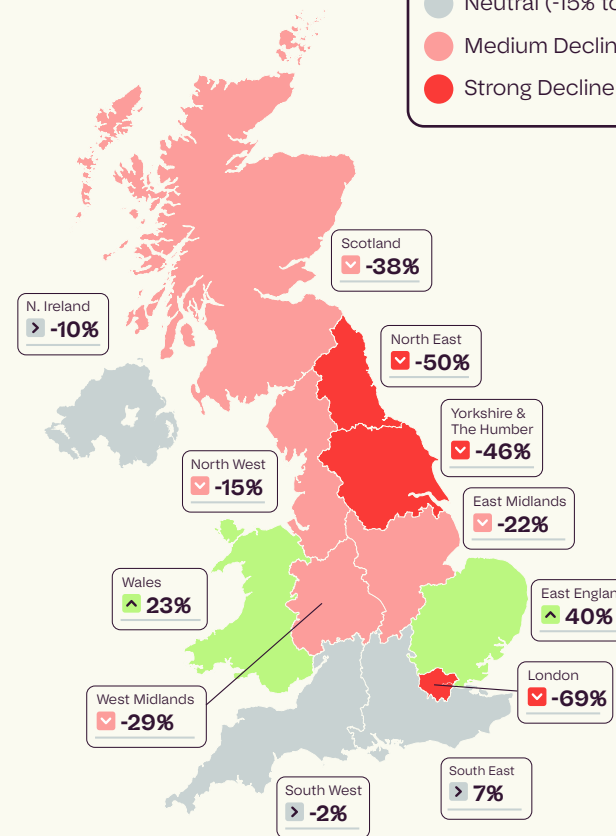 Neutral (-15% to
Medium Declin
Strong Decline
Scotland
-38%
N. Ireland
-10%
North East
-50%
Yorkshire &
The Humber
-46%
North West
-15%
East Midlands
-22%
Wales
23%
East Englan
40%
London
-69%
West Midlands
-29%
South East
7%
South West
-2%